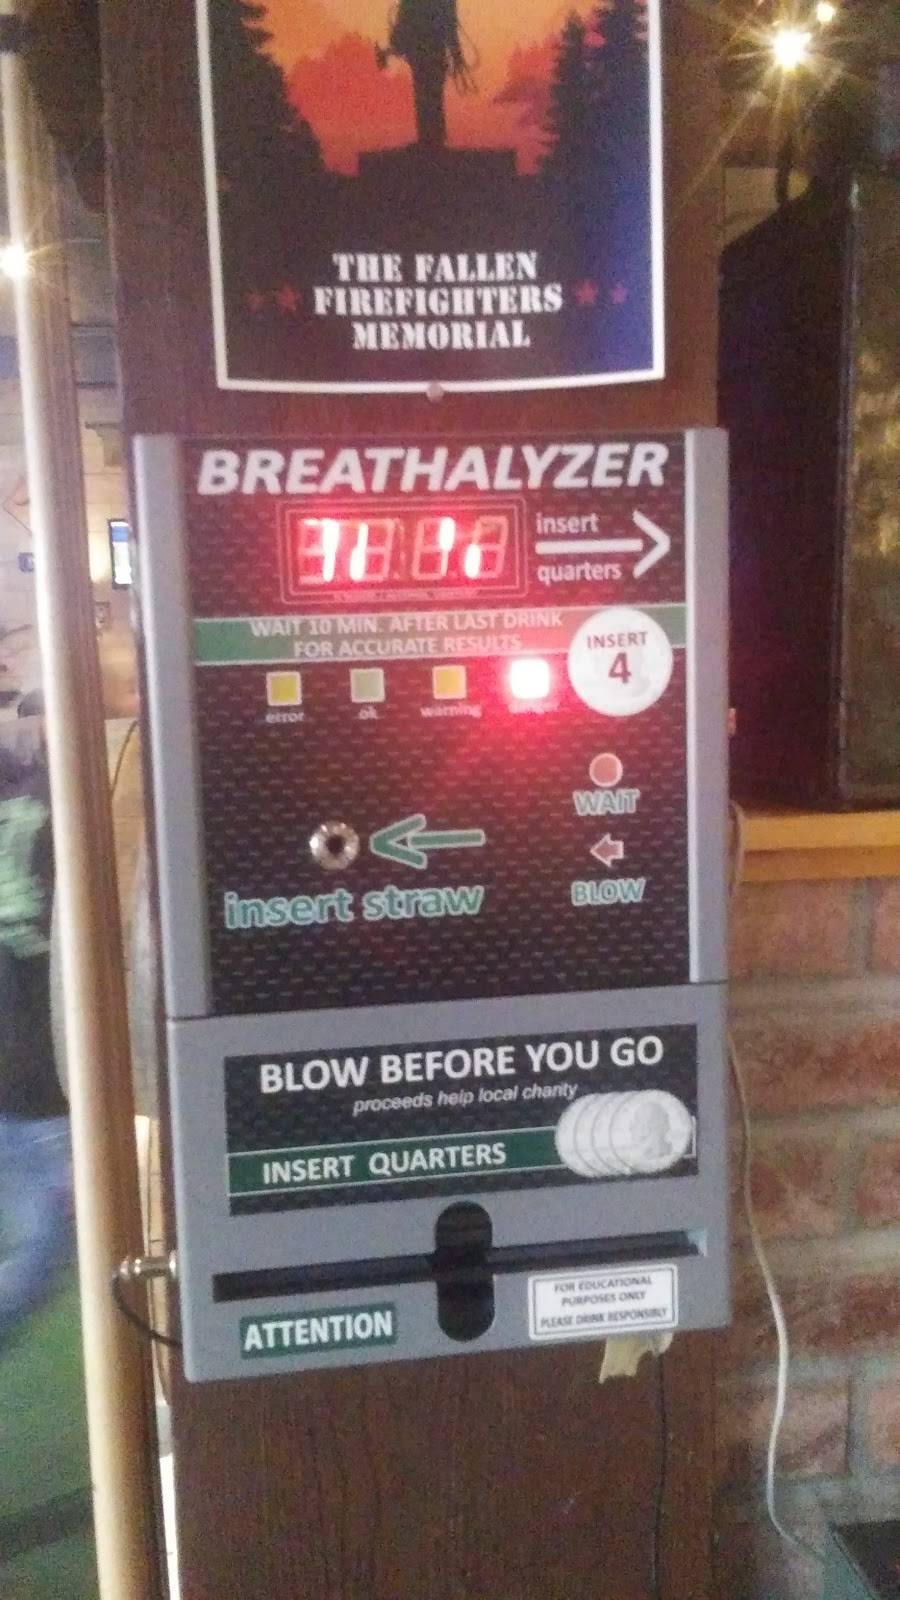 THE FALLEN
FIREFIGHTERS
MEMORIAL
BREATHALYZER
insert
quarters
WAIT 10 MIN. AFTER LAST DRINK
FOR ACCURATE RESULTS
INSERT
4
error
ok
warning
WAIT
insert straw
BLOW
BLOW BEFORE YOU GO
proceeds help local charity
INSERT QUARTERS
ATTENTION
FOR EDUCATIONAL
PURPOSES ONLY
PLEASE DRINK RESPONSIBLY